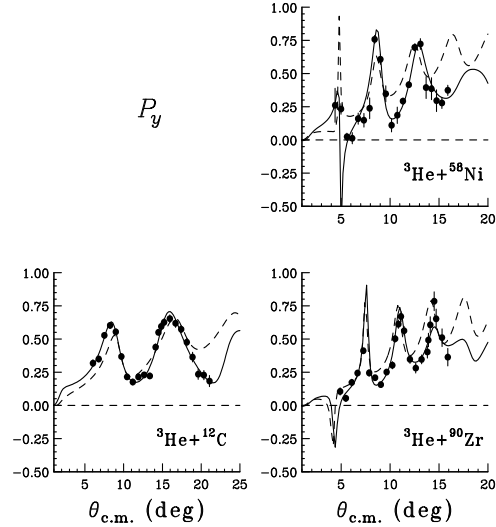 1.00
0.75
P_y
0.50
0.25
0.00
-0.25
³He+⁵⁸Ni
-0.50
5 10 15 20
1.00 1.00
0.75 0.75
0.50 0.50
0.25 0.25
0.00 0.00
-0.25 ³He+¹²C -0.25 ³He+⁹⁰Zr
-0.50 -0.50
5 10 15 20 25 5 10 15 20
θ_c.m. (deg) θ_c.m. (deg)